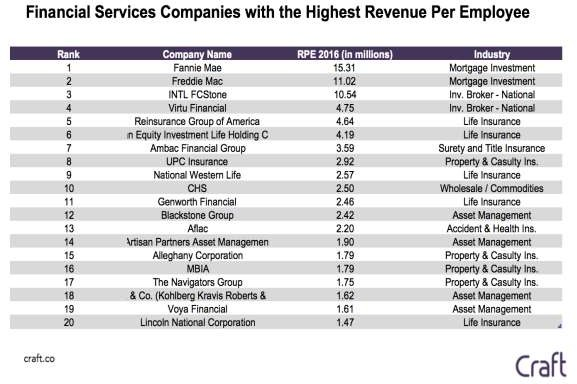 Financial Services Companies with the Highest Revenue Per Employee
Rank Company Name RPE 2016 (in millions) Industry
1 Fannie Mae 15.31 Mortgage Investment
2 Freddie Mac 11.02 Mortgage Investment
3 INTL FCStone 10.54 Inv. Broker - National
4 Virtu Financial 4.75 Inv. Broker - National
5 Reinsurance Group of America 4.64 Life Insurance
6 n Equity Investment Life Holding C 4.19 Life Insurance
7 Ambac Financial Group 3.59 Surety and Title Insurance
8 UPC Insurance 2.92 Property & Casulty Ins.
9 National Western Life 2.57 Life Insurance
10 CHS 2.50 Wholesale / Commodities
11 Genworth Financial 2.46 Life Insurance
12 Blackstone Group 2.42 Asset Management
13 Aflac 2.20 Accident & Health Ins.
14 Artisan Partners Asset Managemen 1.90 Asset Management
15 Alleghany Corporation 1.79 Property & Casulty Ins.
16 MBIA 1.79 Property & Casulty Ins.
17 The Navigators Group 1.75 Property & Casulty Ins.
18 & Co. (Kohlberg Kravis Roberts & 1.62 Asset Management
19 Voya Financial 1.61 Asset Management
20 Lincoln National Corporation 1.47 Life Insurance
craft.co
Craft